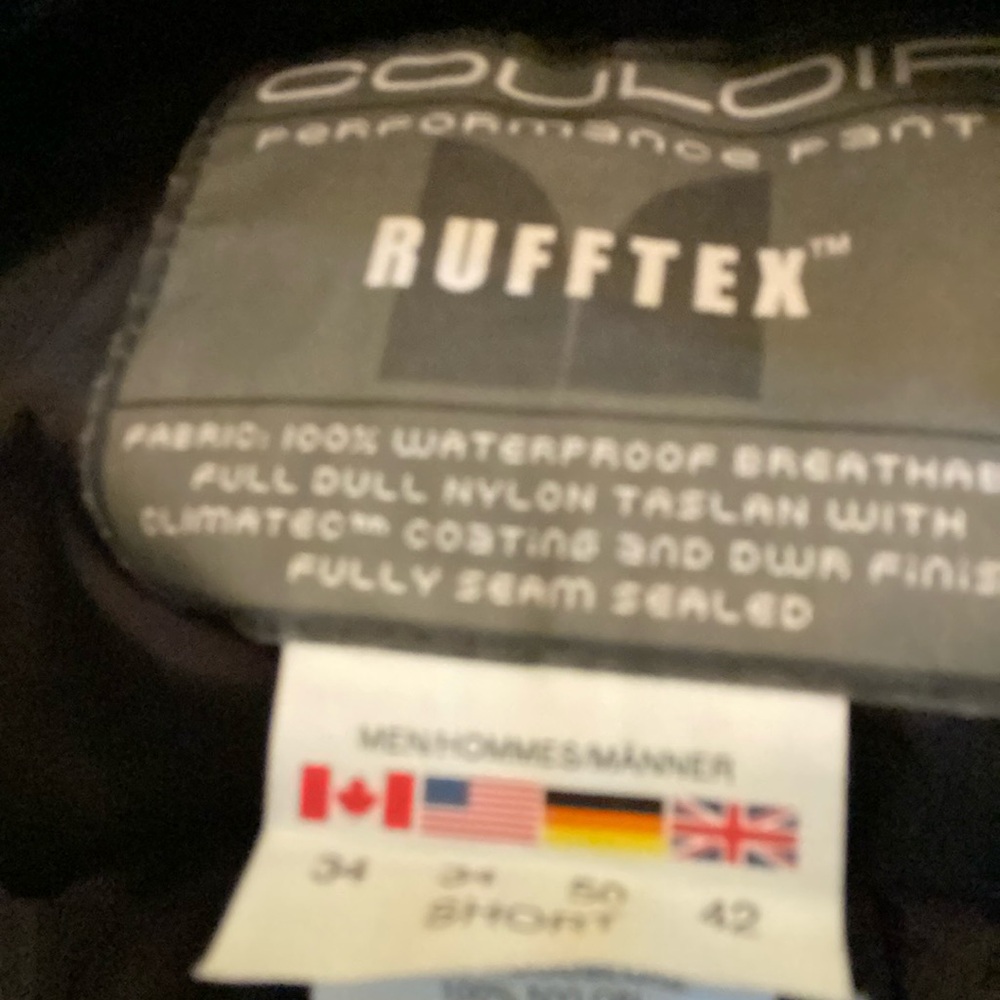 COULOIR
PERFORMANCE PANT
RUFFTEX™
FABRIC: 100% WATERPROOF BREATHAB
FULL DULL NYLON TASLAN WITH
CLIMATEC™ COATING AND DWR FINIS
FULLY SEAM SEALED
MEN/HOMMES/MÄNNER
34 34 50 42
SHORT